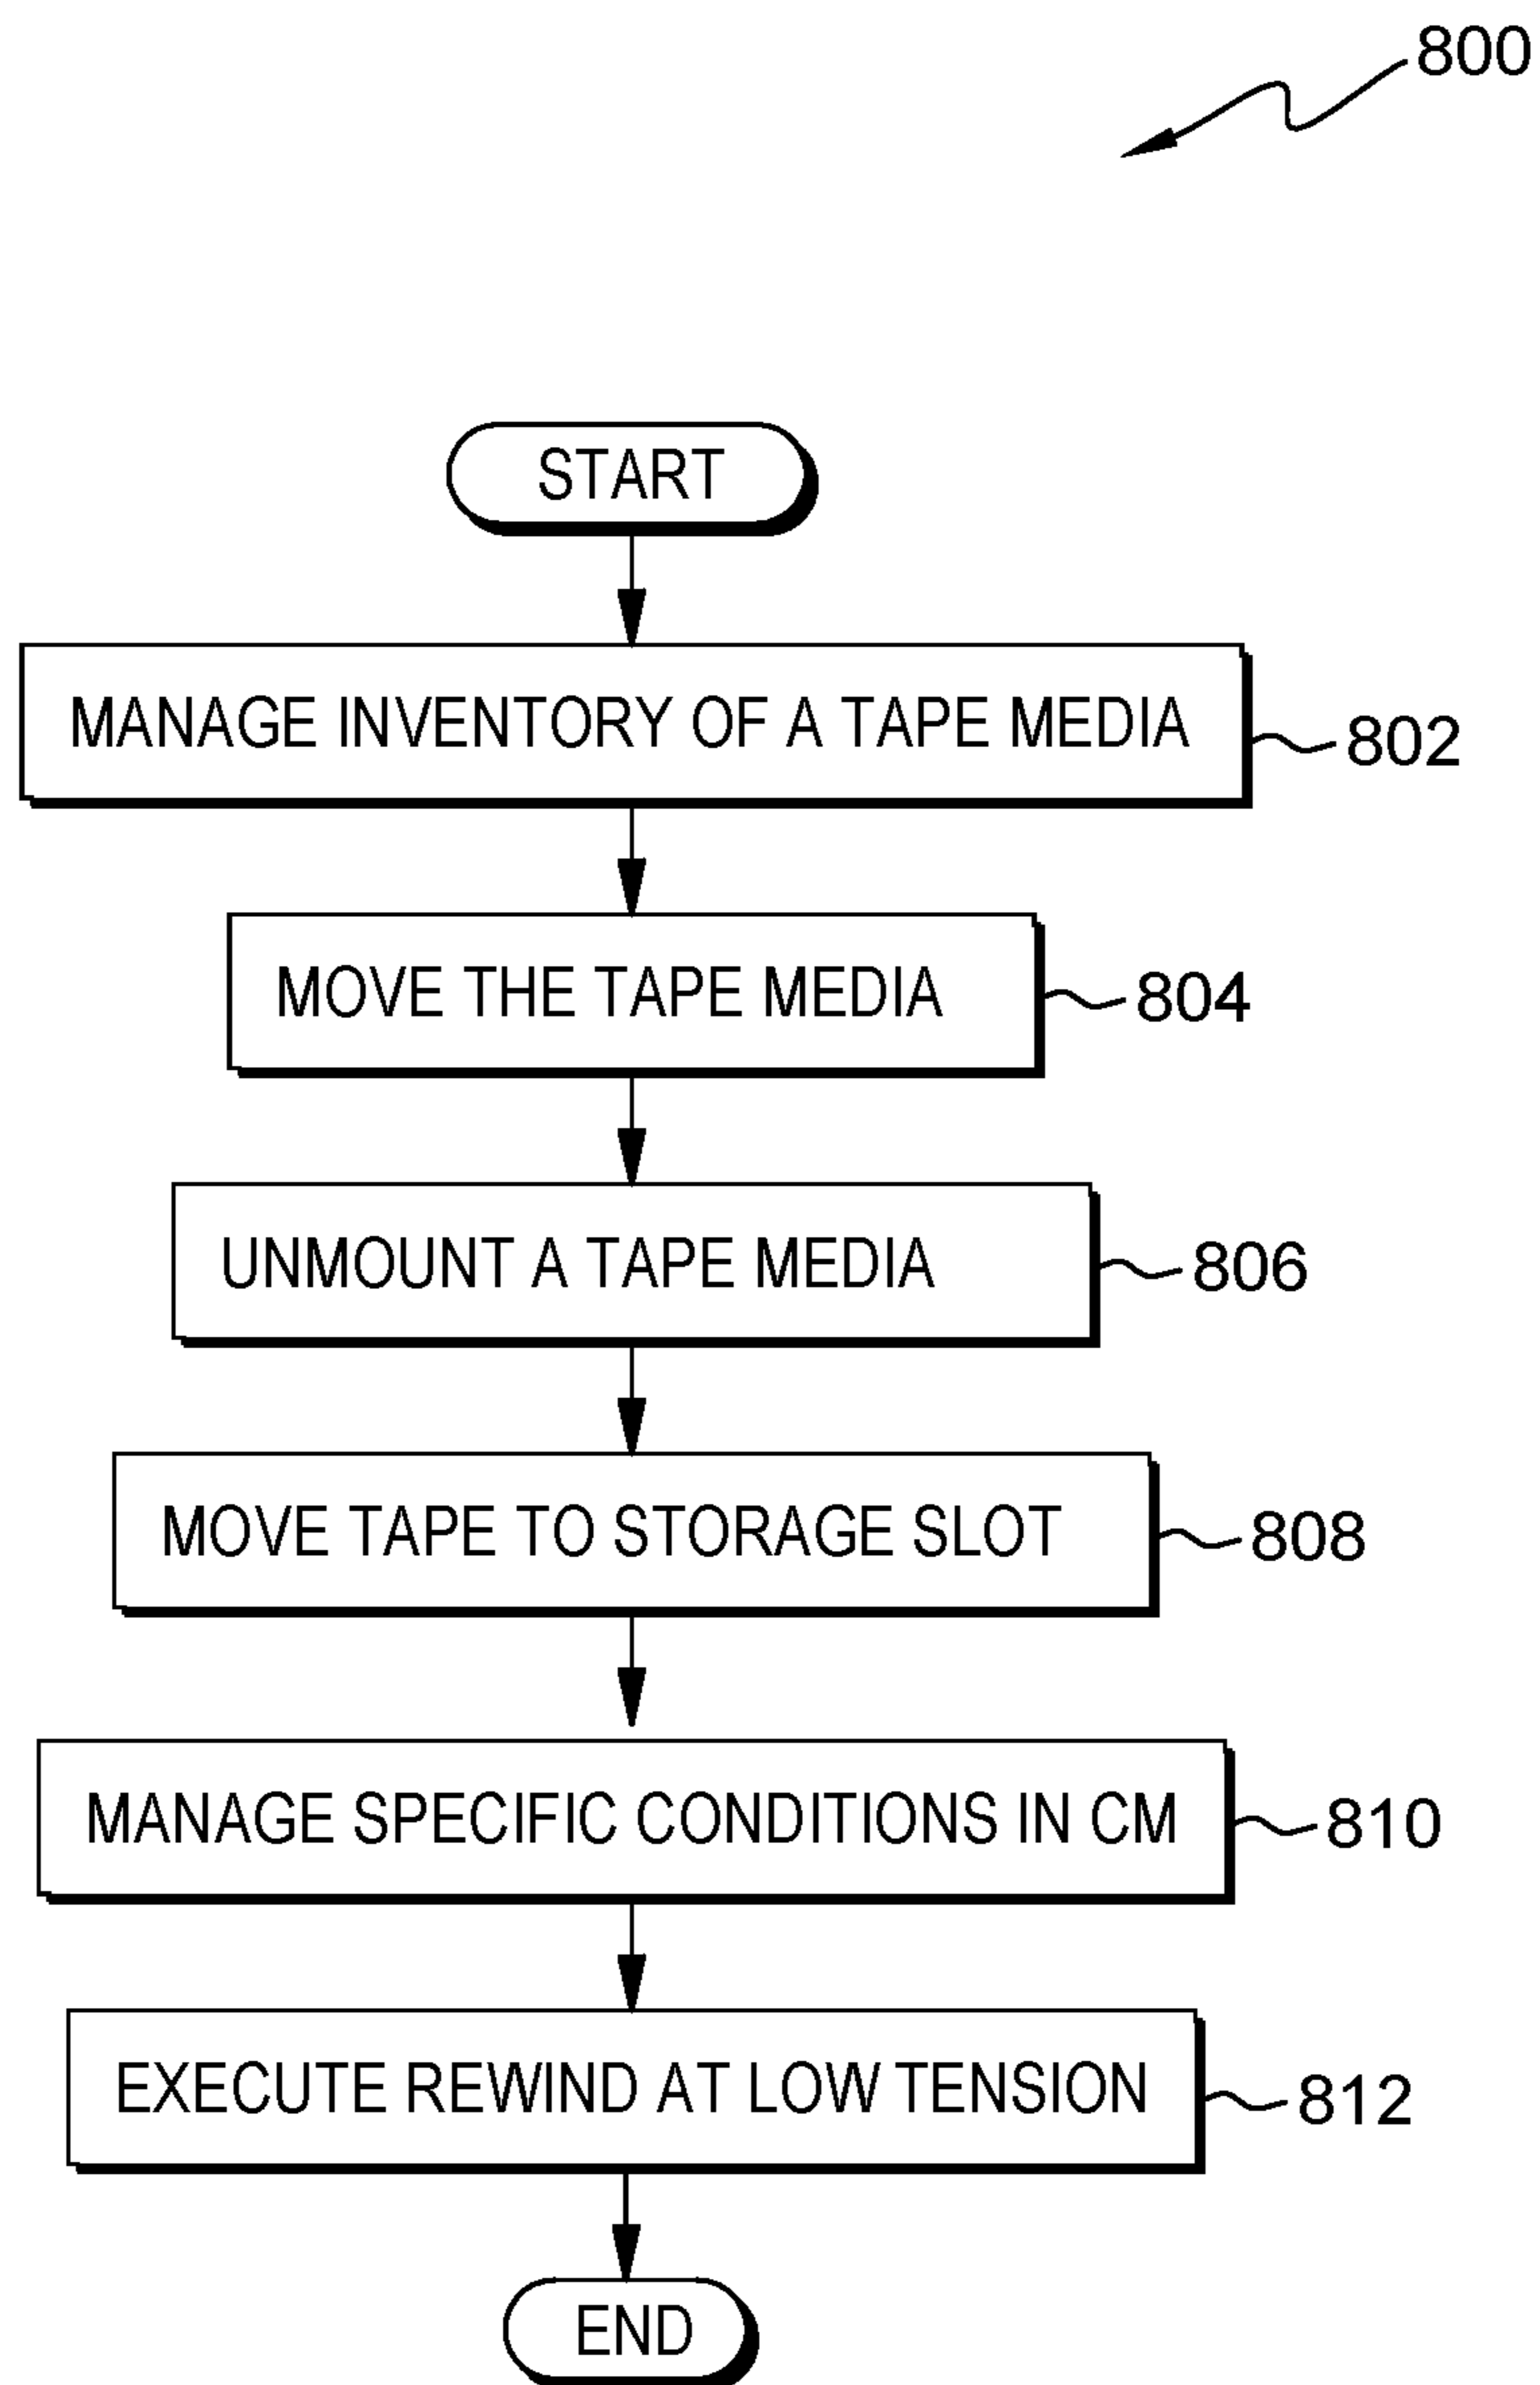 800
START
MANAGE INVENTORY OF A TAPE MEDIA
802
MOVE THE TAPE MEDIA
804
UNMOUNT A TAPE MEDIA
806
MOVE TAPE TO STORAGE SLOT
808
MANAGE SPECIFIC CONDITIONS IN CM
810
EXECUTE REWIND AT LOW TENSION
812
END